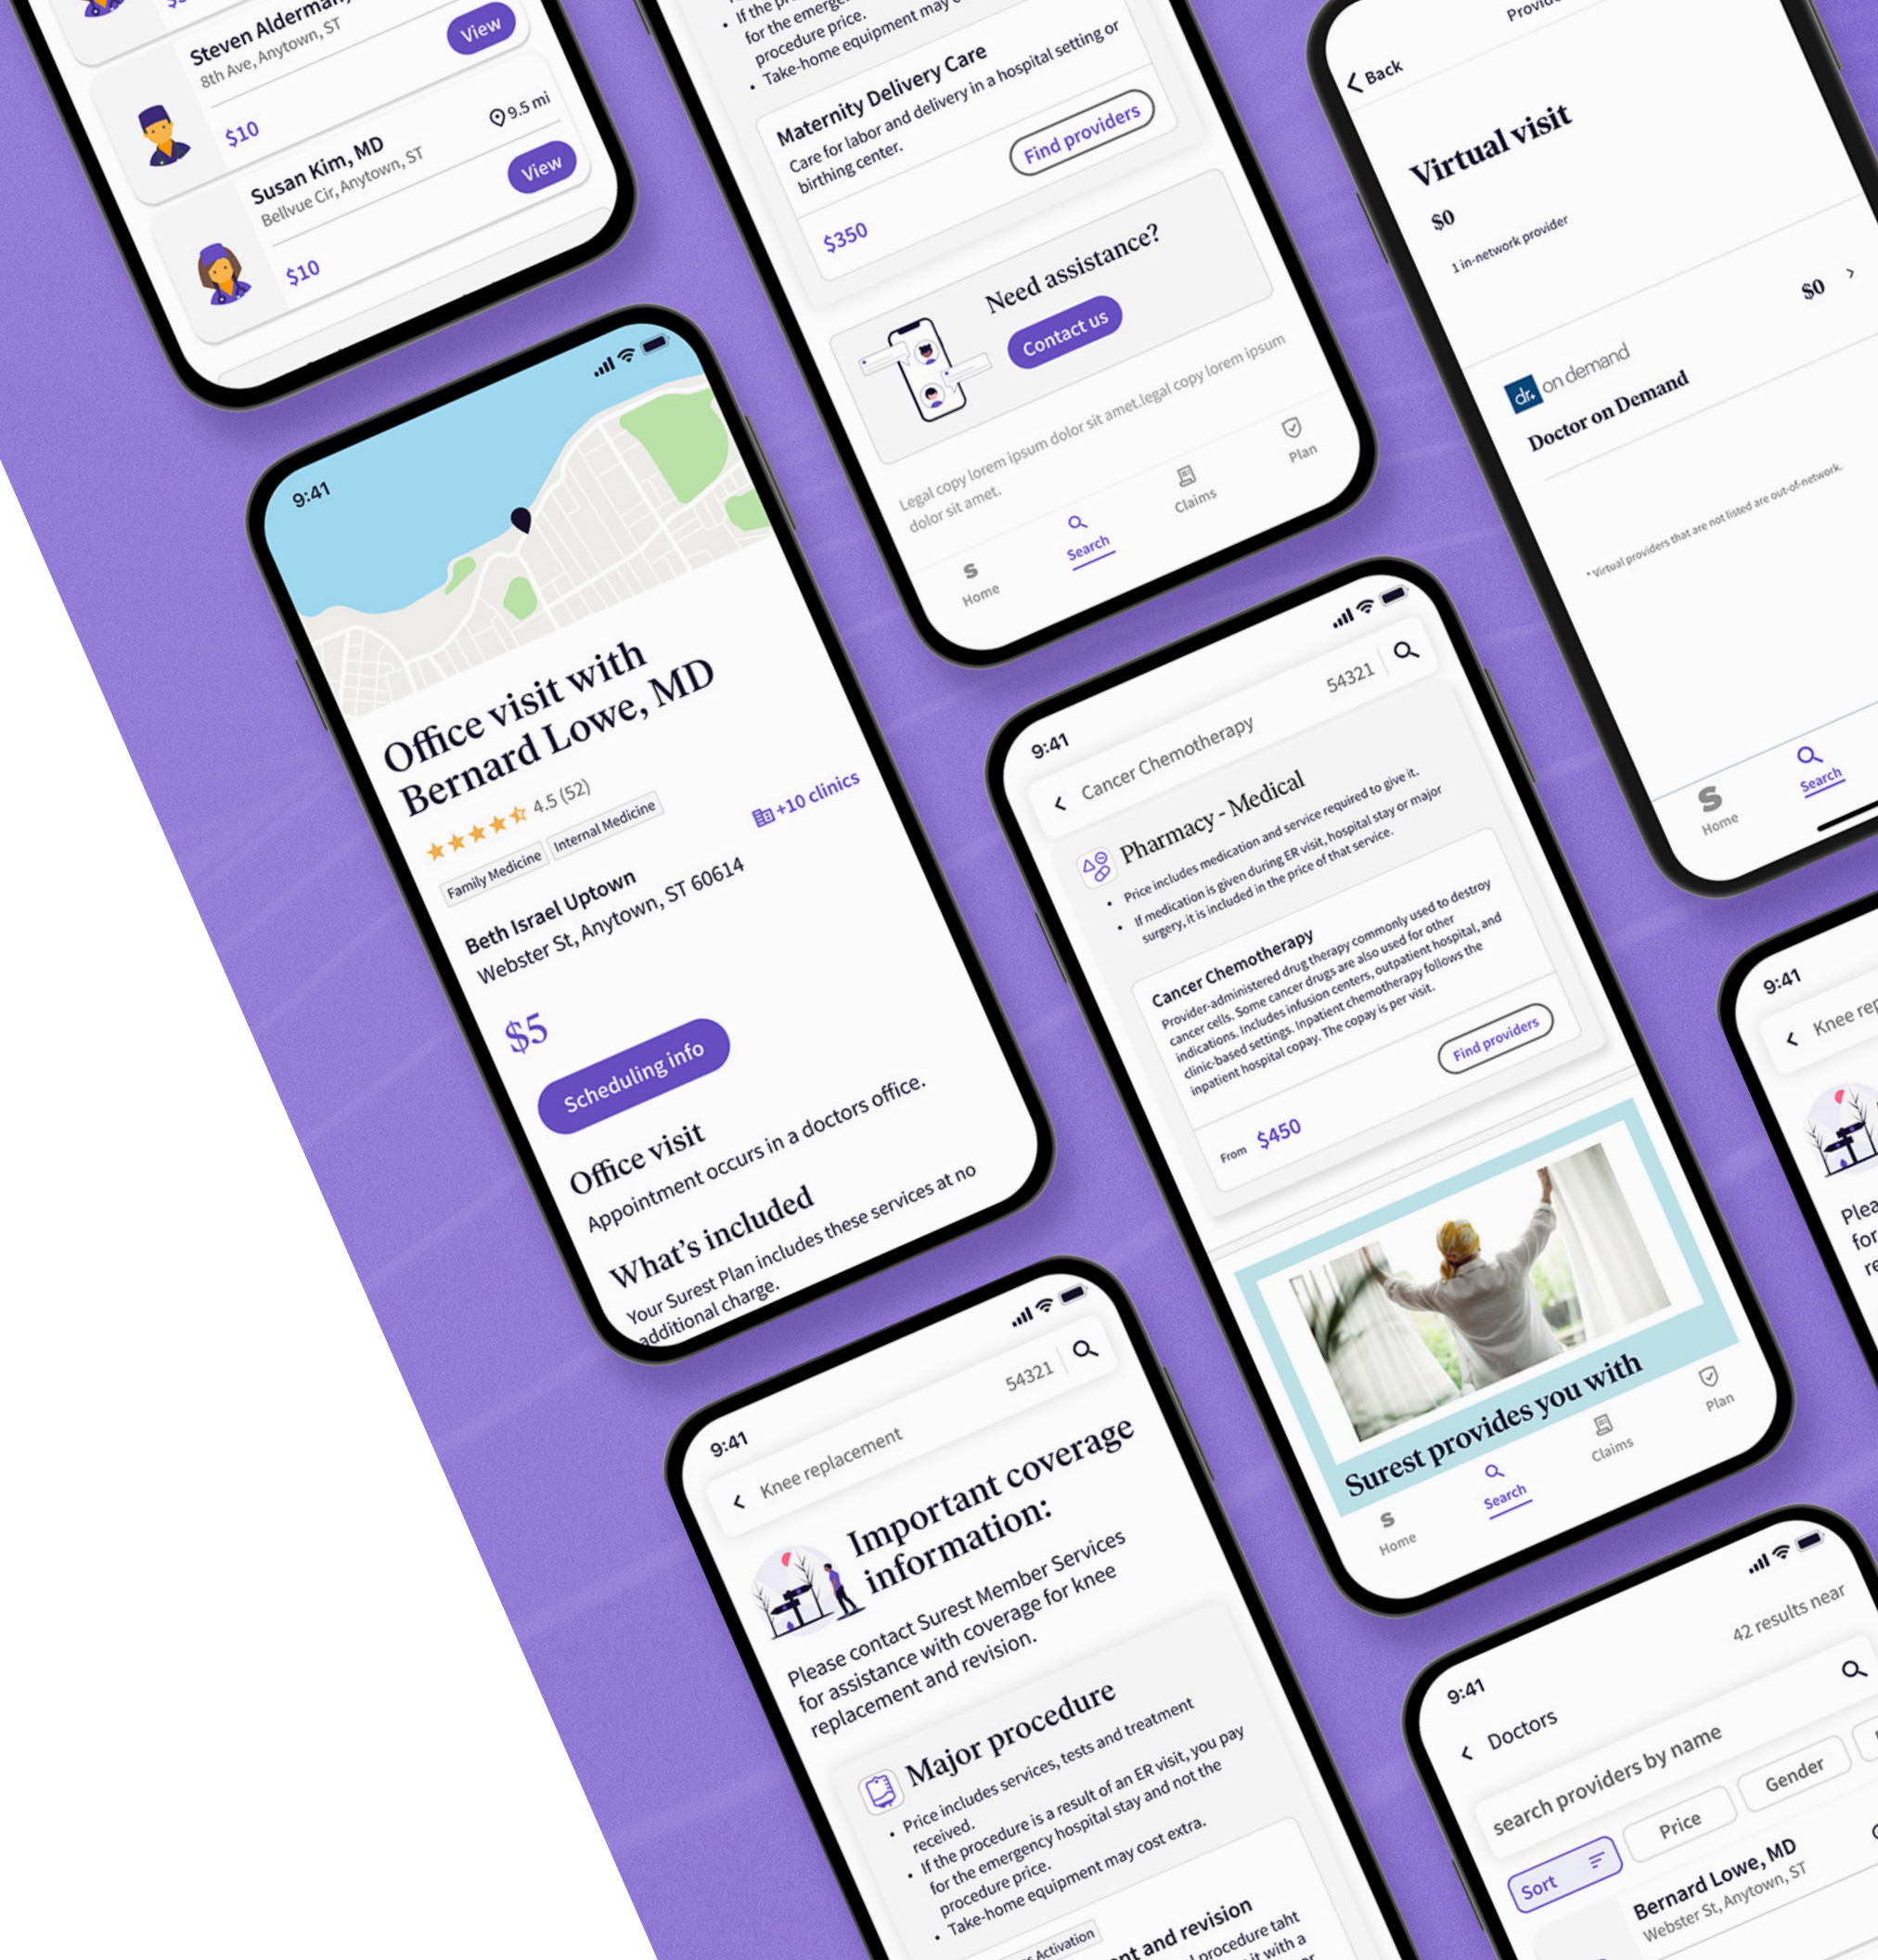 Steven Alderman,
8th Ave, Anytown, ST
View
$10
Susan Kim, MD
9.5 mi
Bellvue Cir, Anytown, ST
View
$10
If the
for the
procedure price.
Take-home equipment may
Maternity Delivery Care
Care for labor and delivery in a hospital setting or
birthing center.
Find providers
$350
Need assistance?
Contact us
Legal copy lorem ipsum dolor sit amet.legal copy lorem ipsum
dolor sit amet.
Home
Search
Claims
Plan
Back
Virtual visit
$0
1 in-network provider
$0
dr. on demand
Doctor on Demand
* Virtual providers that are not listed are out-of-network.
Home
Search
9:41
Office visit with
Bernard Lowe, MD
4.5 (52)
Family Medicine
Internal Medicine
+10 clinics
Beth Israel Uptown
Webster St, Anytown, ST 60614
$5
Scheduling info
Office visit
Appointment occurs in a doctors office.
What's included
Your Surest Plan includes these services at no
additional charge.
9:41
Cancer Chemotherapy
54321
Pharmacy - Medical
Price includes medication and service required to give it.
If medication is given during ER visit, hospital stay or major
surgery, it is included in the price of that service.
Cancer Chemotherapy
Provider-administered drug therapy commonly used to destroy
cancer cells. Some cancer drugs are also used for other
indications. Includes infusion centers, outpatient hospital, and
clinic-based settings. Inpatient chemotherapy follows the
inpatient hospital copay. The copay is per visit.
Find providers
From $450
Surest provides you with
Home
Search
Claims
Plan
9:41
Knee replacement
54321
Important coverage
information:
Please contact Surest Member Services
for assistance with coverage for knee
replacement and revision.
Major procedure
Price includes services, tests and treatment
received.
If the procedure is a result of an ER visit, you pay
for the emergency hospital stay and not the
procedure price.
Take-home equipment may cost extra.
Activation
and revision
procedure taht
it with a
9:41
Knee
for
9:41
42 results near
Doctors
search providers by name
Sort
Price
Gender
Bernard Lowe, MD
Webster St, Anytown, ST